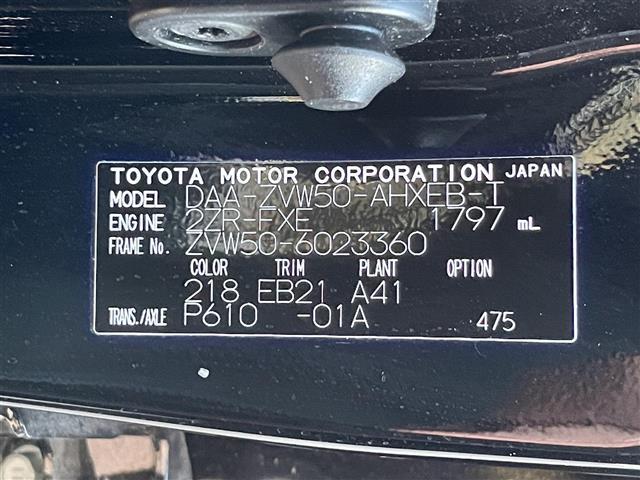 TOYOTA MOTOR CORPORATION JAPAN
MODEL DAA-ZVW50-AHXEB-T
ENGINE 2ZR-FXE 1797 mL
FRAME No. ZVW50-6023360
COLOR TRIM PLANT OPTION
218 EB21 A41
TRANS./AXLE P610 -01A 475